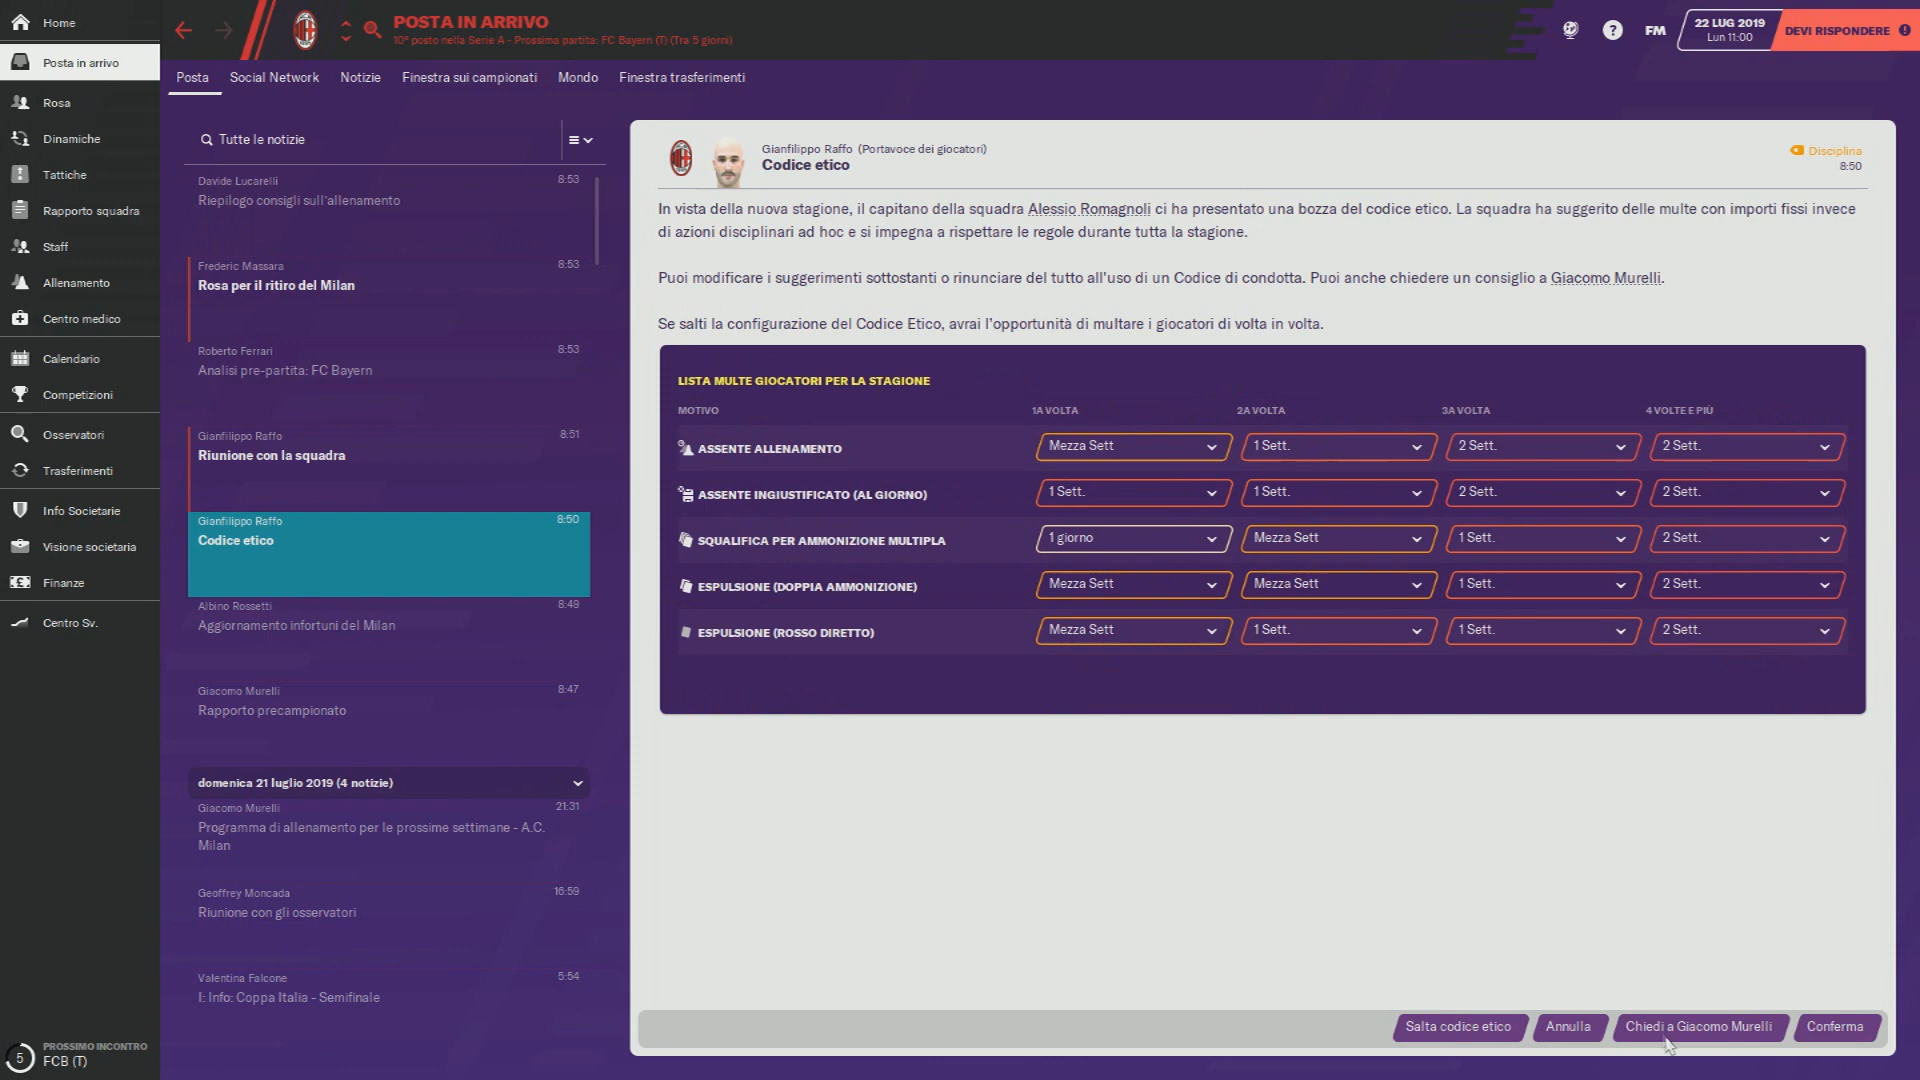 Home
Posta in arrivo
Rosa
Dinamiche
Tattiche
Rapporto squadra
Staff
Allenamento
Centro medico
Calendario
Competizioni
Osservatori
Trasferimenti
Info Societarie
Visione societaria
Finanze
Centro Sv.
5
PROSSIMO INCONTRO
FCB (T)
POSTA IN ARRIVO
10° posto nella Serie A - Prossima partita: FC Bayern (T) (Tra 5 giorni)
?
FM
22 LUG 2019
Lun 11:00
DEVI RISPONDERE
Posta Social Network Notizie Finestra sui campionati Mondo Finestra trasferimenti
Tutte le notizie
Davide Lucarelli 8:53
Riepilogo consigli sull'allenamento
Frederic Massara 8:53
Rosa per il ritiro del Milan
Roberto Ferrari 8:53
Analisi pre-partita: FC Bayern
Gianfilippo Raffo 8:51
Riunione con la squadra
Gianfilippo Raffo 8:50
Codice etico
Albino Rossetti 8:49
Aggiornamento infortuni del Milan
Giacomo Murelli 8:47
Rapporto precampionato
domenica 21 luglio 2019 (4 notizie)
Giacomo Murelli 21:31
Programma di allenamento per le prossime settimane - A.C.
Milan
Geoffrey Moncada 16:59
Riunione con gli osservatori
Valentina Falcone 5:54
I: Info: Coppa Italia - Semifinale
Gianfilippo Raffo (Portavoce dei giocatori)
Codice etico
Disciplina
8:50
In vista della nuova stagione, il capitano della squadra Alessio Romagnoli ci ha presentato una bozza del codice etico. La squadra ha suggerito delle multe con importi fissi invece
di azioni disciplinari ad hoc e si impegna a rispettare le regole durante tutta la stagione.
Puoi modificare i suggerimenti sottostanti o rinunciare del tutto all'uso di un Codice di condotta. Puoi anche chiedere un consiglio a Giacomo Murelli.
Se salti la configurazione del Codice Etico, avrai l'opportunità di multare i giocatori di volta in volta.
LISTA MULTE GIOCATORI PER LA STAGIONE
MOTIVO 1A VOLTA 2A VOLTA 3A VOLTA 4 VOLTE E PIÙ
ASSENTE ALLENAMENTO Mezza Sett 1 Sett. 2 Sett. 2 Sett.
ASSENTE INGIUSTIFICATO (AL GIORNO) 1 Sett. 1 Sett. 2 Sett. 2 Sett.
SQUALIFICA PER AMMONIZIONE MULTIPLA 1 giorno Mezza Sett 1 Sett. 2 Sett.
ESPULSIONE (DOPPIA AMMONIZIONE) Mezza Sett Mezza Sett 1 Sett. 2 Sett.
ESPULSIONE (ROSSO DIRETTO) Mezza Sett 1 Sett. 1 Sett. 2 Sett.
Salta codice etico Annulla Chiedi a Giacomo Murelli Conferma